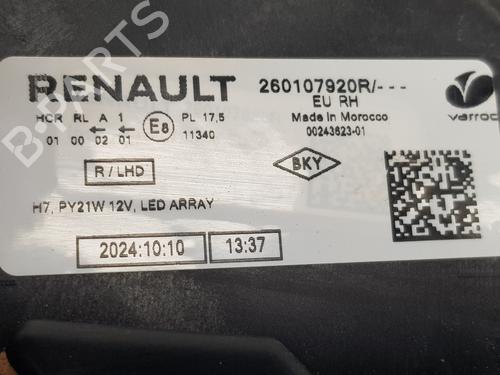 RENAULT
260107920R/---
EU RH
Made in Morocco
00243623-01
varroc
HCR RL A 1
01 00 02 01
E8
PL 17,5
11340
BKY
R / LHD
H7, PY21W 12V, LED ARRAY
2024:10:10
13:37
B-PARTS